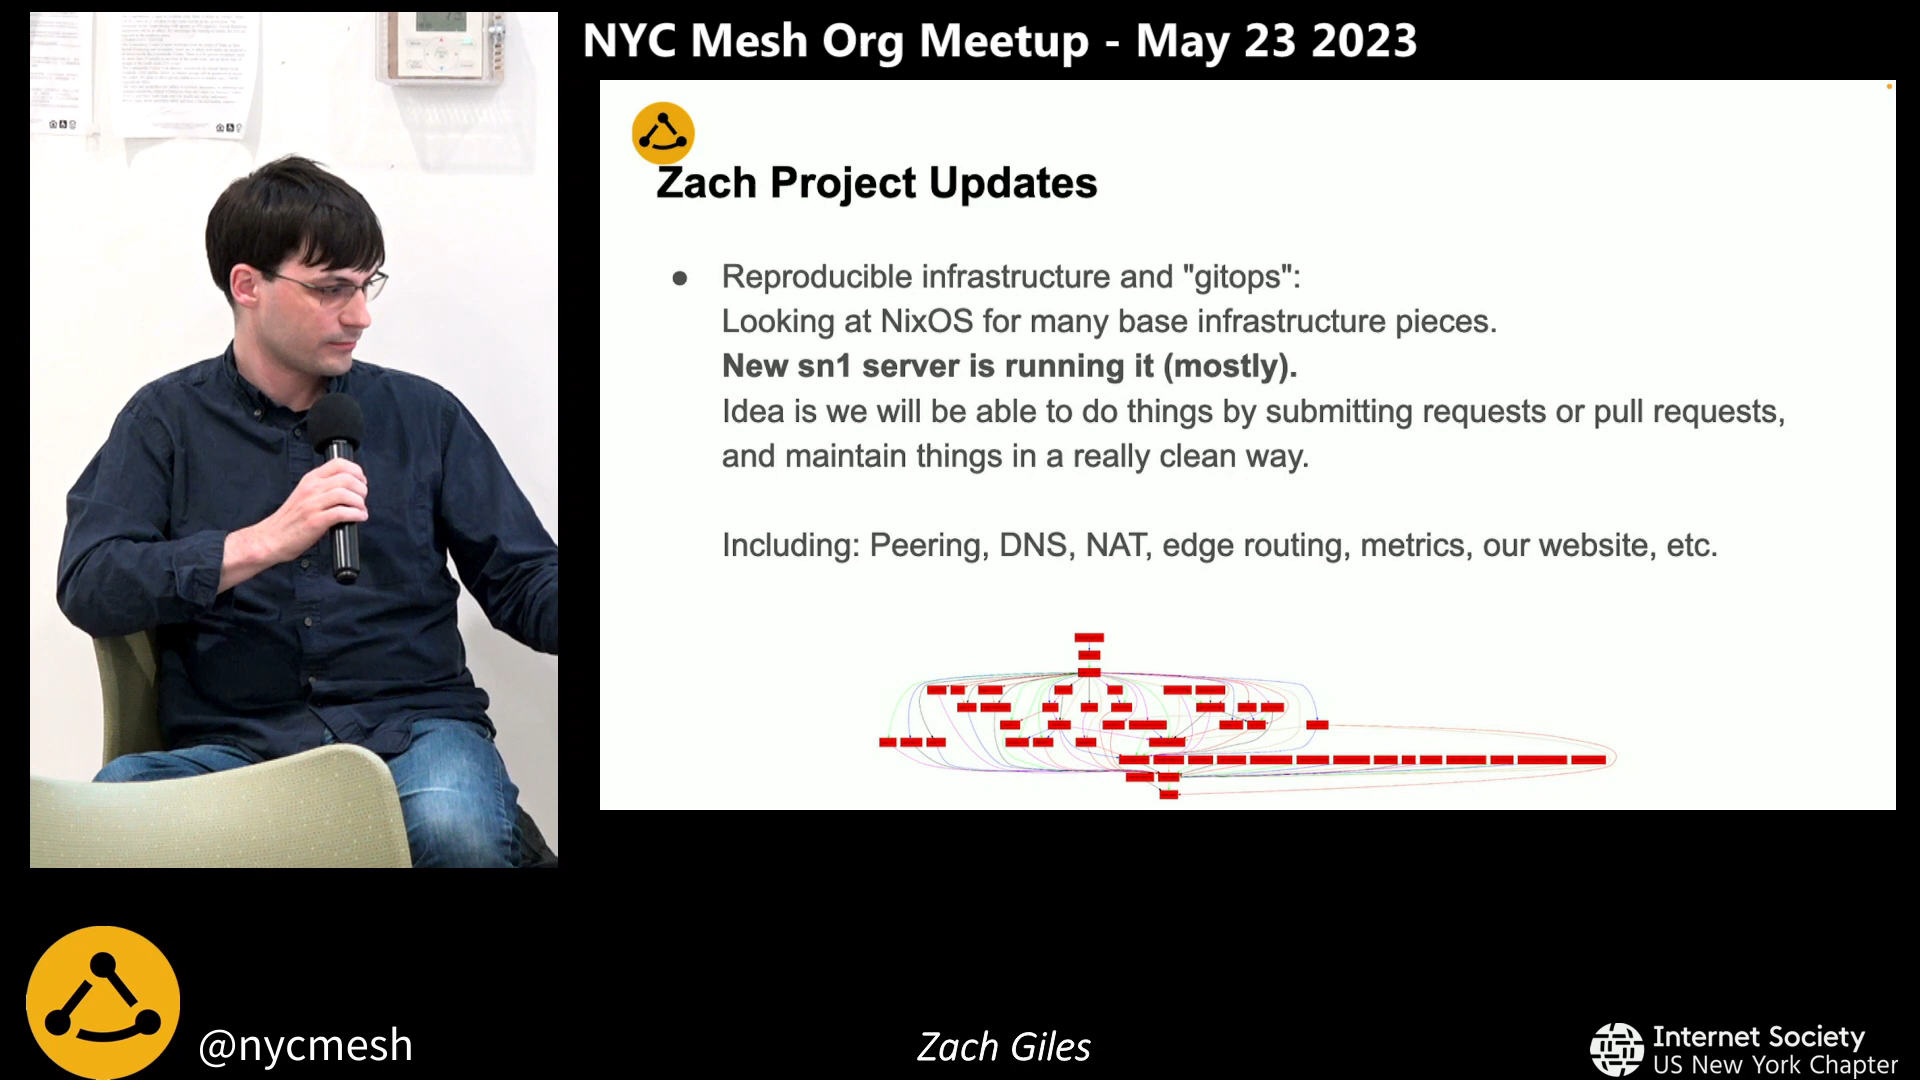 NYC Mesh Org Meetup - May 23 2023
Zach Project Updates
● Reproducible infrastructure and "gitops":
Looking at NixOS for many base infrastructure pieces.
New sn1 server is running it (mostly).
Idea is we will be able to do things by submitting requests or pull requests,
and maintain things in a really clean way.
Including: Peering, DNS, NAT, edge routing, metrics, our website, etc.
@nycmesh
Zach Giles
Internet Society
US New York Chapter